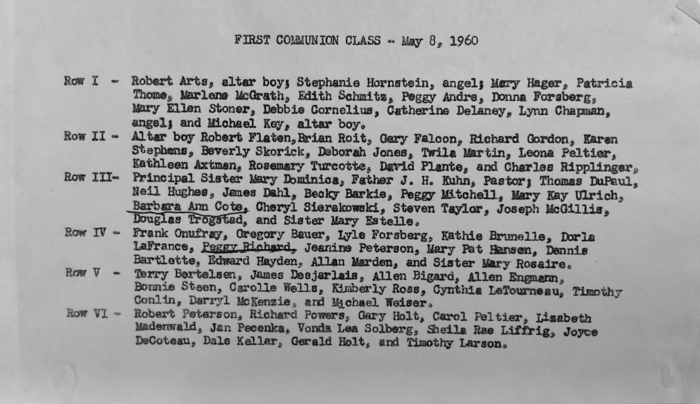 FIRST COMMUNION CLASS - May 8, 1960
Row I - Robert Arts, altar boy; Stephanie Hornstein, angel; Mary Hager, Patricia
Thome, Marlene McGrath, Edith Schmitz, Peggy Andre, Donna Forsberg,
Mary Ellen Stoner, Debbie Cornelius, Catherine Delaney, Lynn Chapman,
angel; and Michael Key, altar boy.
Row II - Altar boy Robert Flaten, Brian Roit, Gary Falcon, Richard Gordon, Karen
Stephens, Beverly Skorick, Deborah Jones, Twila Martin, Leona Peltier,
Kathleen Axtman, Rosemary Turcotte, David Plante, and Charles Ripplinger,
Row III- Principal Sister Mary Dominica, Father J. H. Kuhn, Pastor; Thomas DuPaul,
Neil Hughes, James Dahl, Becky Barkie, Peggy Mitchell, Mary Kay Ulrich,
Barbara Ann Cote, Cheryl Sierakowski, Steven Taylor, Joseph McGillis,
Douglas Trogstad, and Sister Mary Estelle.
Row IV - Frank Onufray, Gregory Bauer, Lyle Forsberg, Kathie Brunelle, Dorla
LaFrance, Peggy Richard, Jeanine Peterson, Mary Pat Hansen, Dennis
Bartlotte, Edward Hayden, Allan Marden, and Sister Mary Rosaire.
Row V - Terry Bertelsen, James Desjarlais, Allen Bigard, Allen Engmann,
Bonnie Steen, Carolle Wells, Kimberly Ross, Cynthia LeTourneau, Timothy
Conlin, Darryl McKenzie, and Michael Weiser.
Row VI - Robert Peterson, Richard Powers, Gary Holt, Carol Peltier, Lizabeth
Madenwald, Jan Pecenka, Vonda Lea Solberg, Sheila Rae Liffrig, Joyce
DeCoteau, Dale Kellar, Gerald Holt, and Timothy Larson.